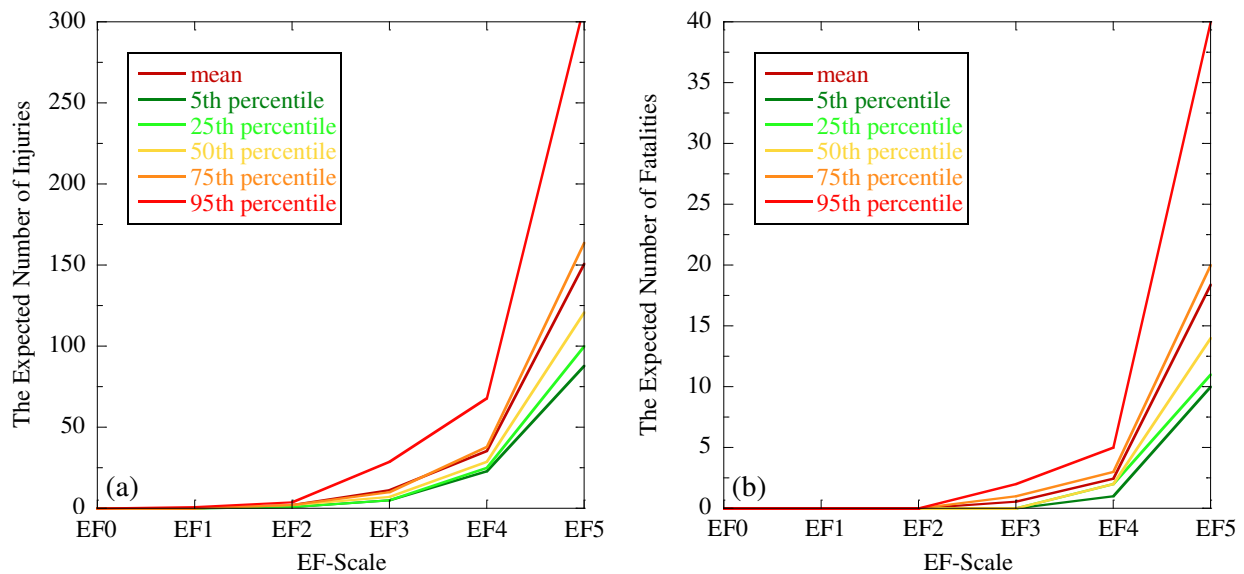 The Expected Number of Injuries
300
250
200
150
100
50
0
mean
5th percentile
25th percentile
50th percentile
75th percentile
95th percentile
(a)
EF0 EF1 EF2 EF3 EF4 EF5
EF-Scale
The Expected Number of Fatalities
40
35
30
25
20
15
10
5
0
mean
5th percentile
25th percentile
50th percentile
75th percentile
95th percentile
(b)
EF0 EF1 EF2 EF3 EF4 EF5
EF-Scale